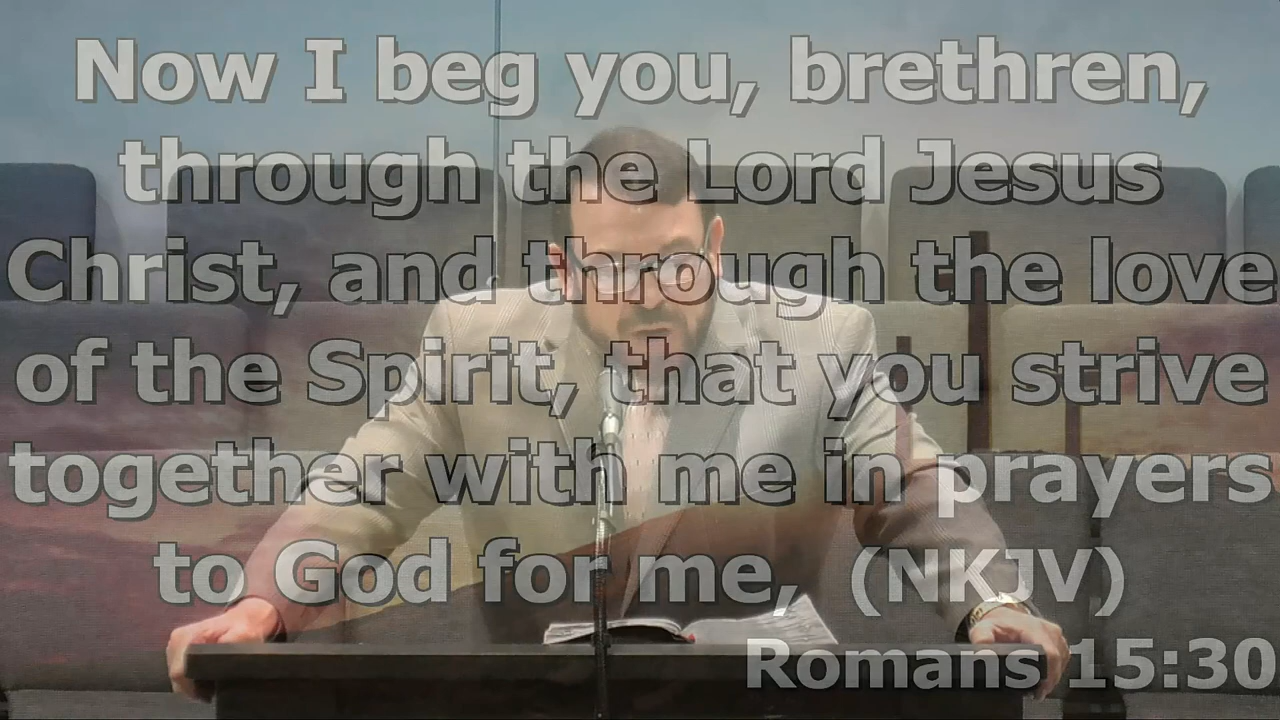 Now I beg you, brethren,
through the Lord Jesus
Christ, and through the love
of the Spirit, that you strive
together with me in prayers
to God for me, (NKJV)
Romans 15:30